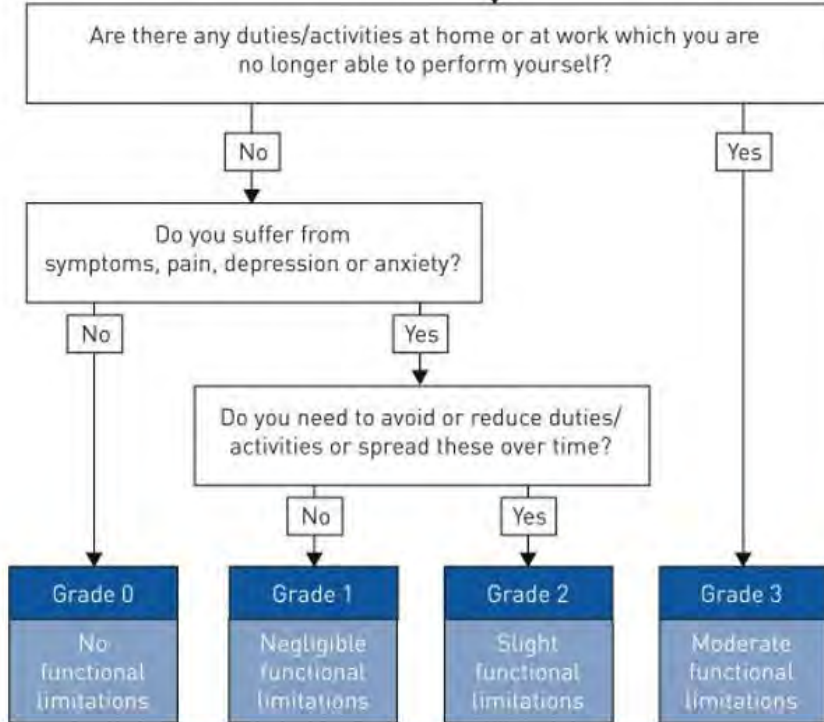 Are there any duties/activities at home or at work which you are
no longer able to perform yourself?
No
Yes
Do you suffer from
symptoms, pain, depression or anxiety?
No
Yes
Do you need to avoid or reduce duties/
activities or spread these over time?
No
Yes
Grade 0
Grade 1
Grade 2
Grade 3
No
functional
limitations
Negligible
functional
limitations
Slight
functional
limitations
Moderate
functional
limitations